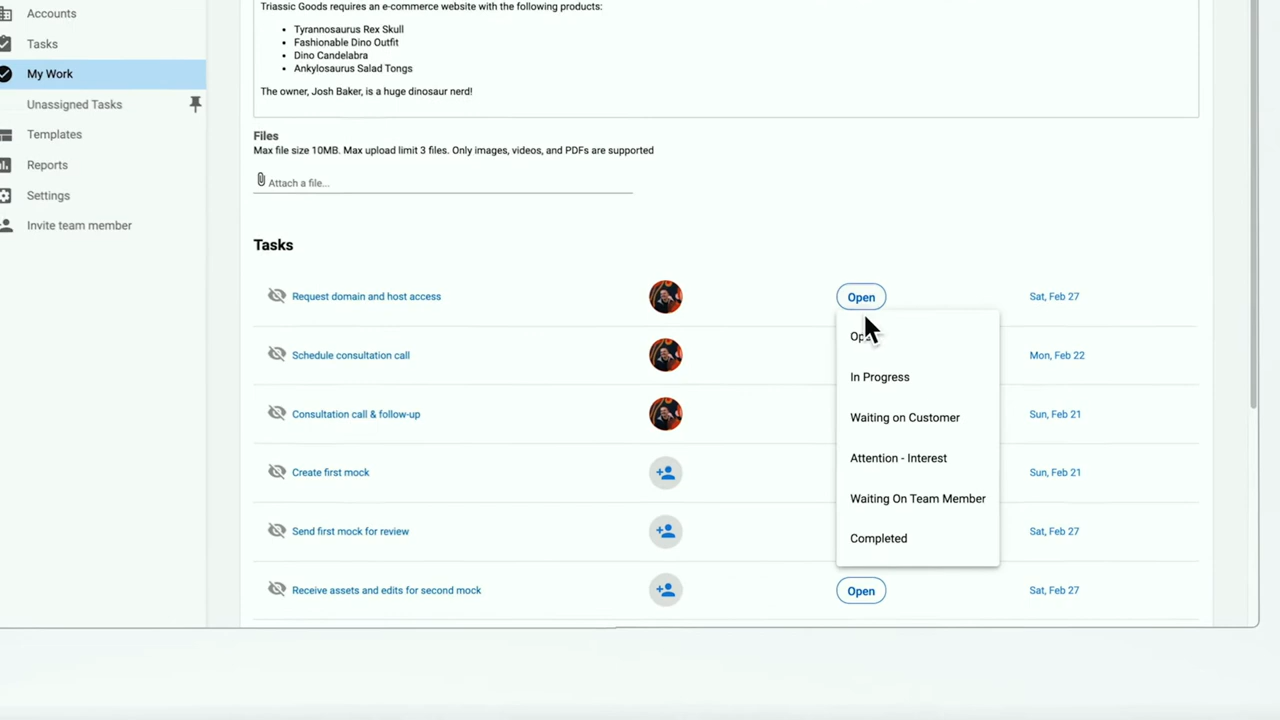 Accounts
Tasks
My Work
Unassigned Tasks
Templates
Reports
Settings
Invite team member
Triassic Goods requires an e-commerce website with the following products:
Tyrannosaurus Rex Skull
Fashionable Dino Outfit
Dino Candelabra
Ankylosaurus Salad Tongs
The owner, Josh Baker, is a huge dinosaur nerd!
Files
Max file size 10MB. Max upload limit 3 files. Only images, videos, and PDFs are supported
Attach a file...
Tasks
Request domain and host access
Open
Sat, Feb 27
Schedule consultation call
Mon, Feb 22
Consultation call & follow-up
Sun, Feb 21
Create first mock
Sun, Feb 21
Send first mock for review
Sat, Feb 27
Receive assets and edits for second mock
Open
Sat, Feb 27
In Progress
Waiting on Customer
Attention - Interest
Waiting On Team Member
Completed